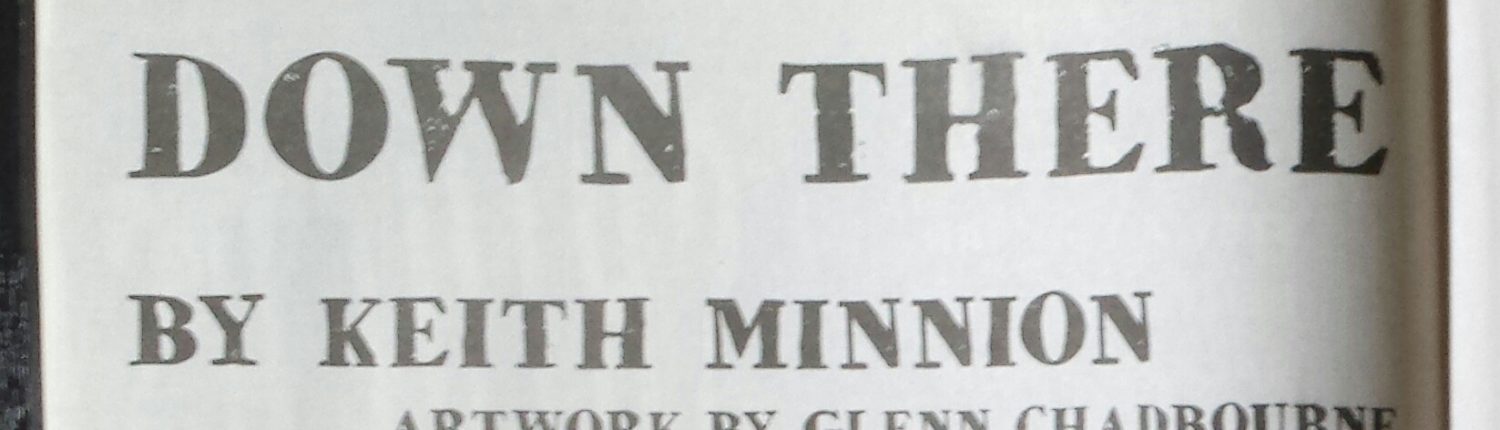 DOWN THERE
BY KEITH MINNION
ARTWORK BY GLENN CHADBOURNE